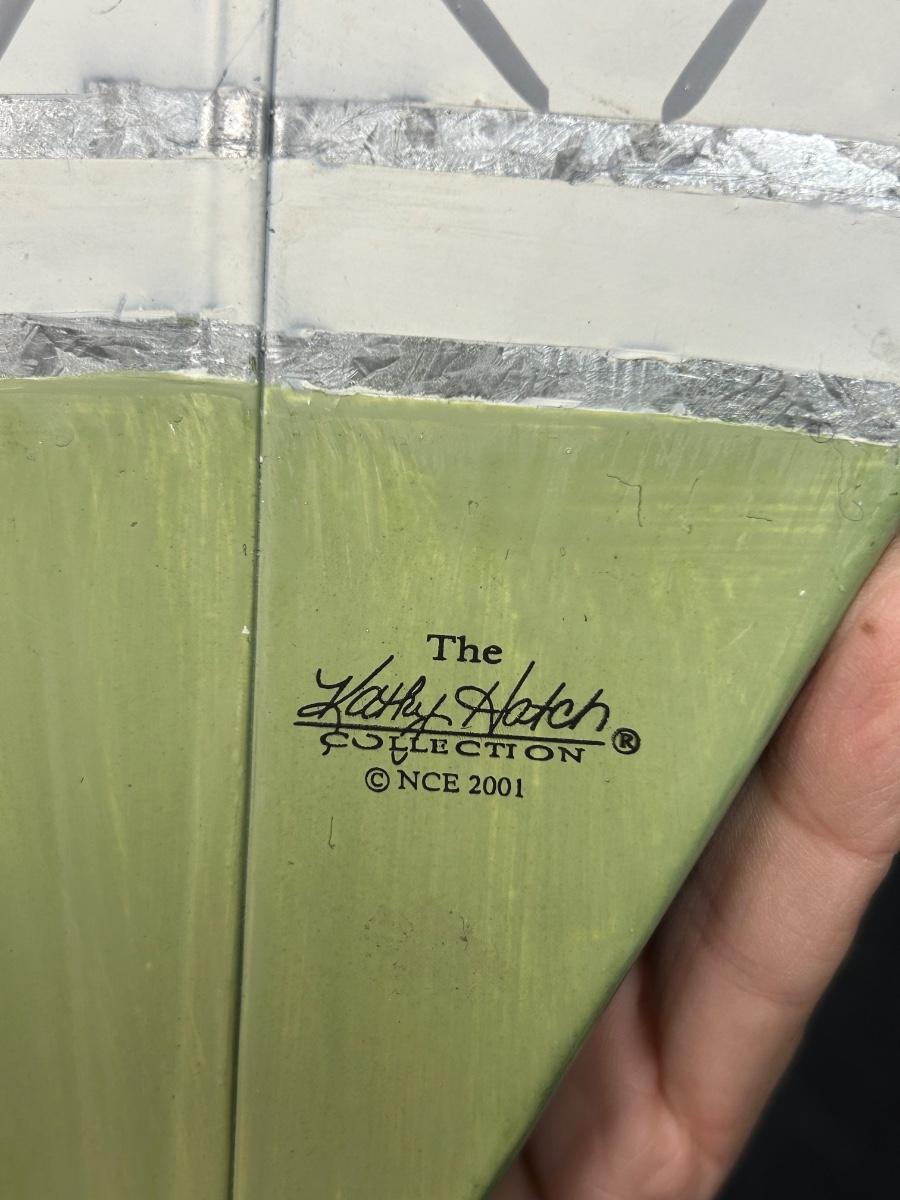 The
Kathy Hatch
COLLECTION ®
© NCE 2001